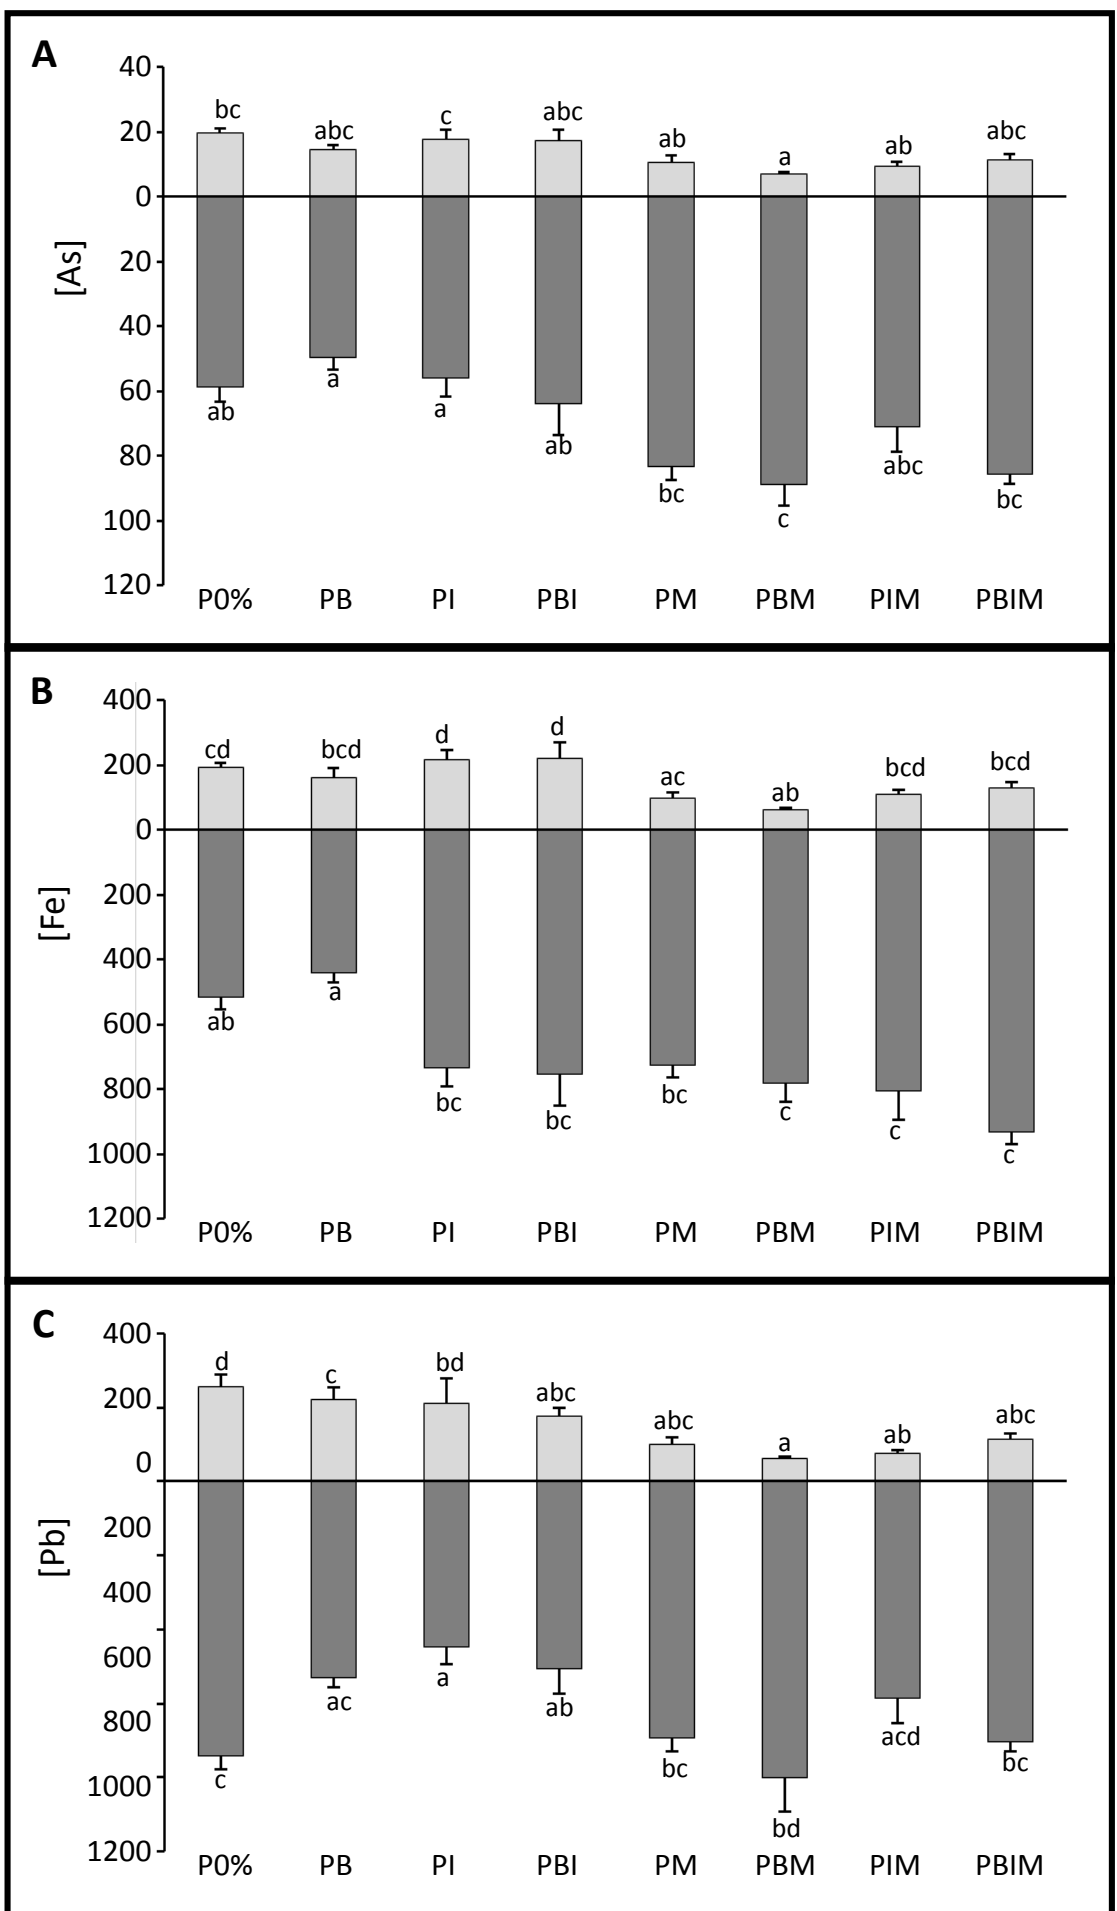 A
40
bc abc c abc ab a ab abc
20
0
20
[As]
40
60
ab a a ab bc c abc bc
80
100
120
P0% PB PI PBI PM PBM PIM PBIM
B
400
cd bcd d d ac ab bcd bcd
200
0
200
[Fe]
400
600
ab a bc bc bc c c c
800
1000
1200
P0% PB PI PBI PM PBM PIM PBIM
C
400
d c bd abc abc a ab abc
200
0
200
[Pb]
400
600
800
c ac a ab bc bd acd bc
1000
1200
P0% PB PI PBI PM PBM PIM PBIM